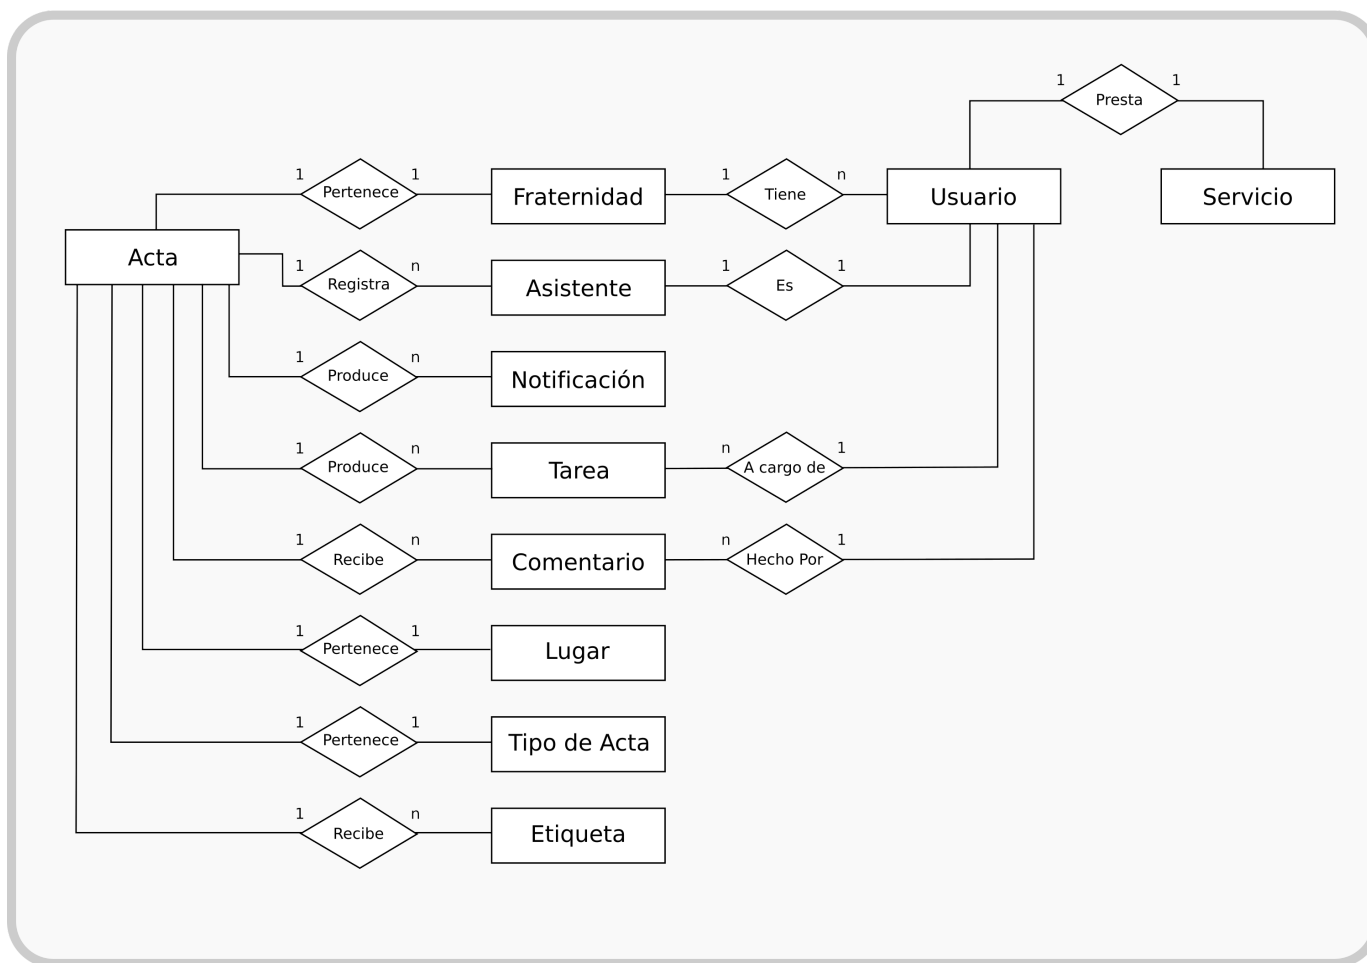 1 Presta 1
1 Pertenece 1 Fraternidad 1 Tiene n Usuario Servicio
Acta
1 Registra n Asistente 1 Es 1
1 Produce n Notificación
1 Produce n Tarea n A cargo de 1
1 Recibe n Comentario n Hecho Por 1
1 Pertenece 1 Lugar
1 Pertenece 1 Tipo de Acta
1 Recibe n Etiqueta